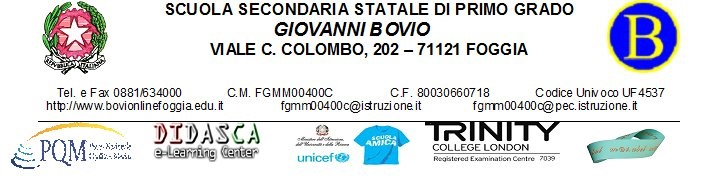 SCUOLA SECONDARIA STATALE DI PRIMO GRADO
GIOVANNI BOVIO
VIALE C. COLOMBO, 202 – 71121 FOGGIA
B
Tel. e Fax 0881/634000 C.M. FGMM00400C C.F. 80030660718 Codice Univoco UF4537
http://www.bovionlinefoggia.edu.it fgmm00400c@istruzione.it fgmm00400c@pec.istruzione.it
PQM
DIDASCA
e-Learning Center
unicef
SCUOLA
AMICA
TRINITY
COLLEGE LONDON
Registered Examination Centre 7039